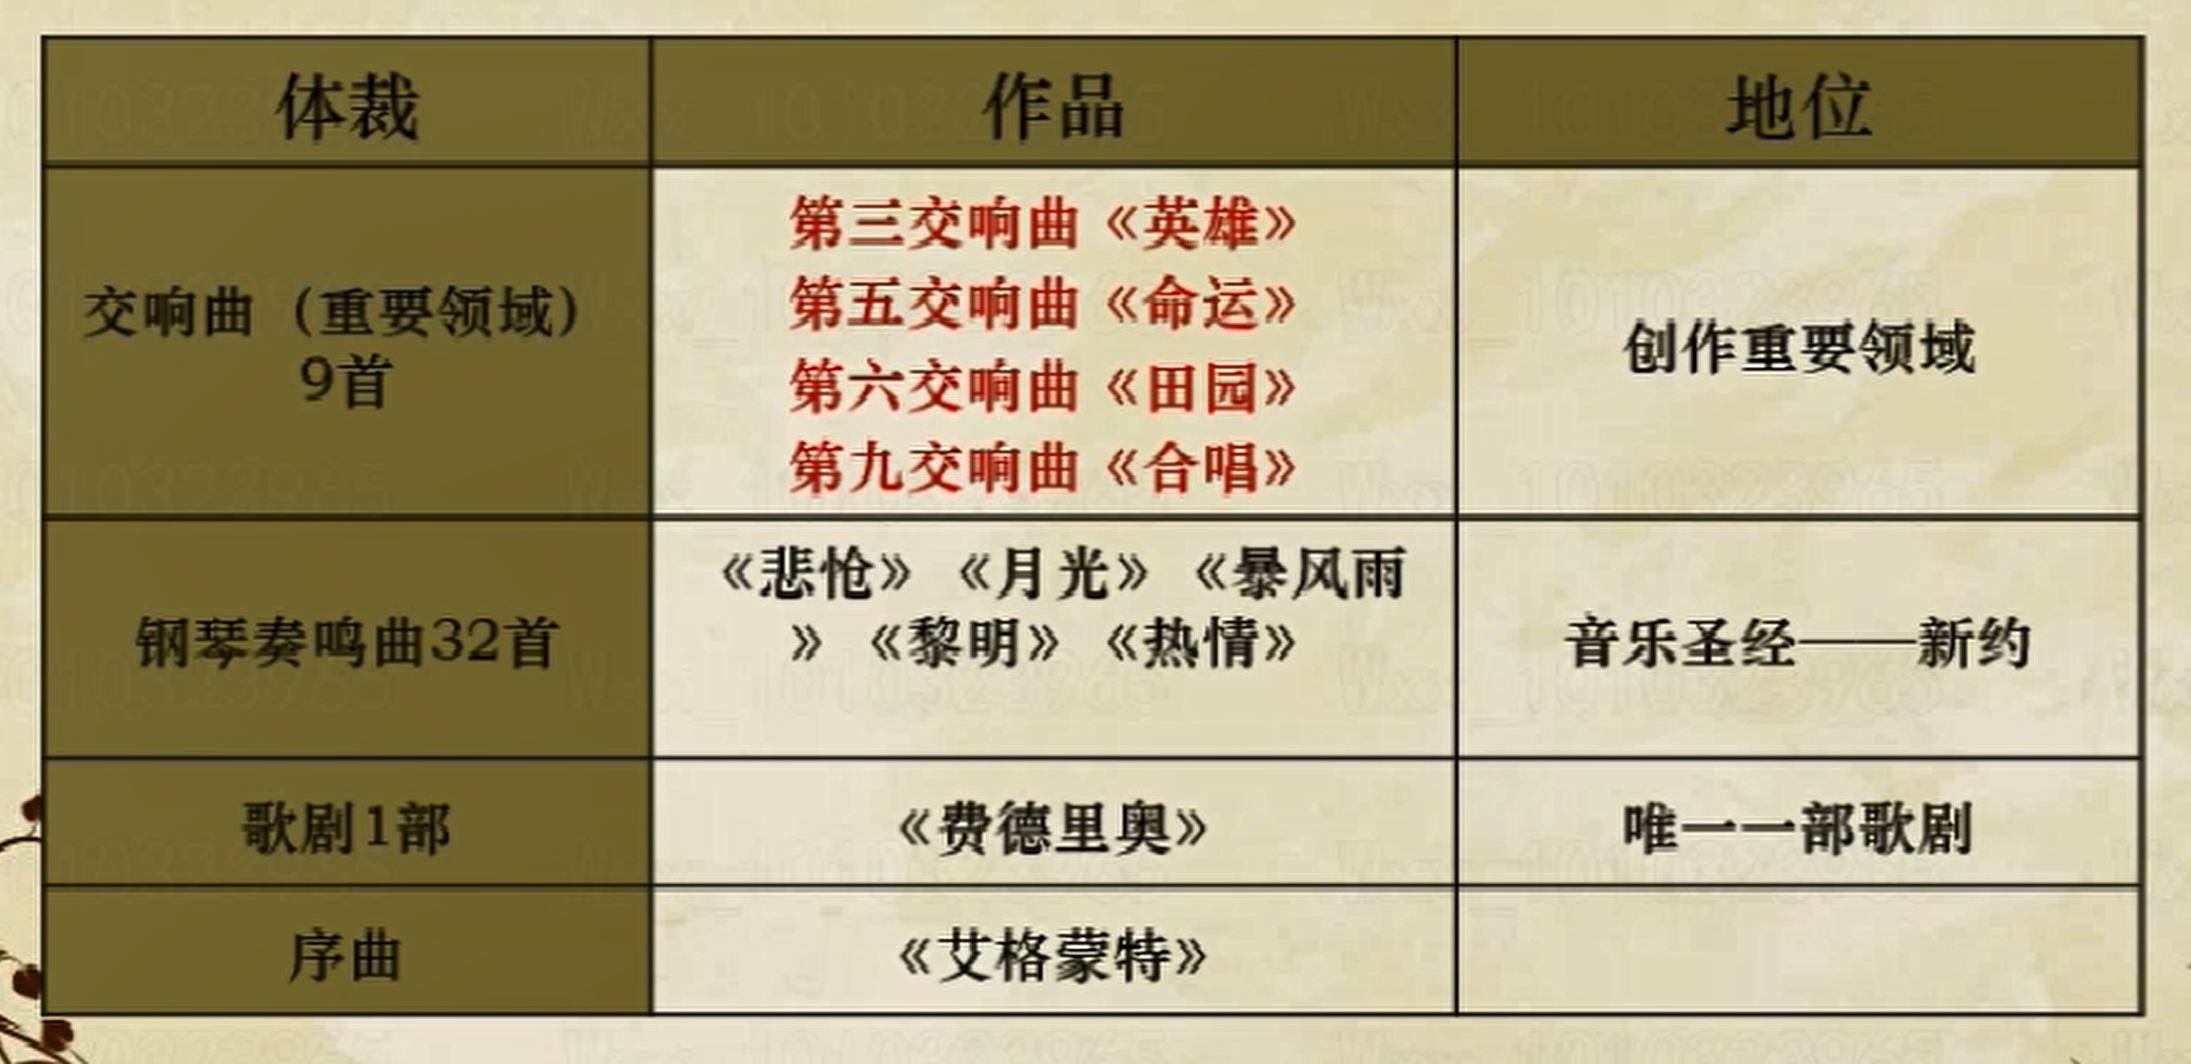 体裁 作品 地位
交响曲（重要领域）
9首
第三交响曲《英雄》
第五交响曲《命运》
第六交响曲《田园》
第九交响曲《合唱》
创作重要领域
钢琴奏鸣曲32首
《悲怆》《月光》《暴风雨
》《黎明》《热情》
音乐圣经——新约
歌剧1部
《费德里奥》
唯一一部歌剧
序曲
《艾格蒙特》